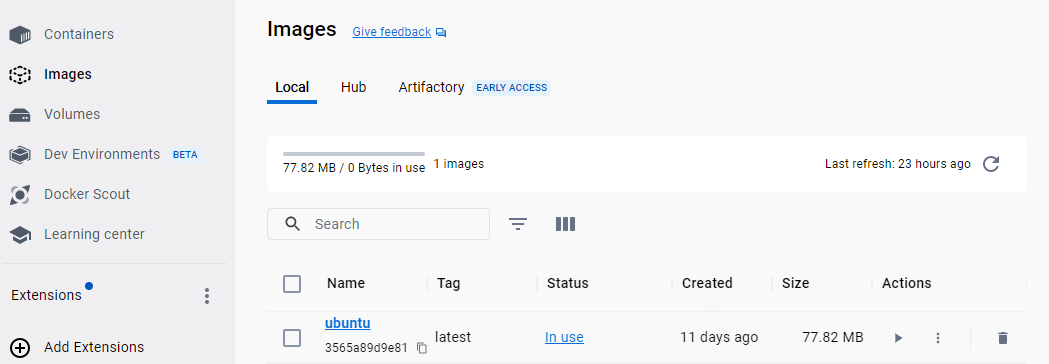 Containers
Images
Volumes
Dev Environments BETA
Docker Scout
Learning center
Extensions
Add Extensions
Images Give feedback
Local Hub Artifactory EARLY ACCESS
77.82 MB / 0 Bytes in use 1 images Last refresh: 23 hours ago
Search
Name Tag Status Created Size Actions
ubuntu
3565a89d9e81
latest In use 11 days ago 77.82 MB